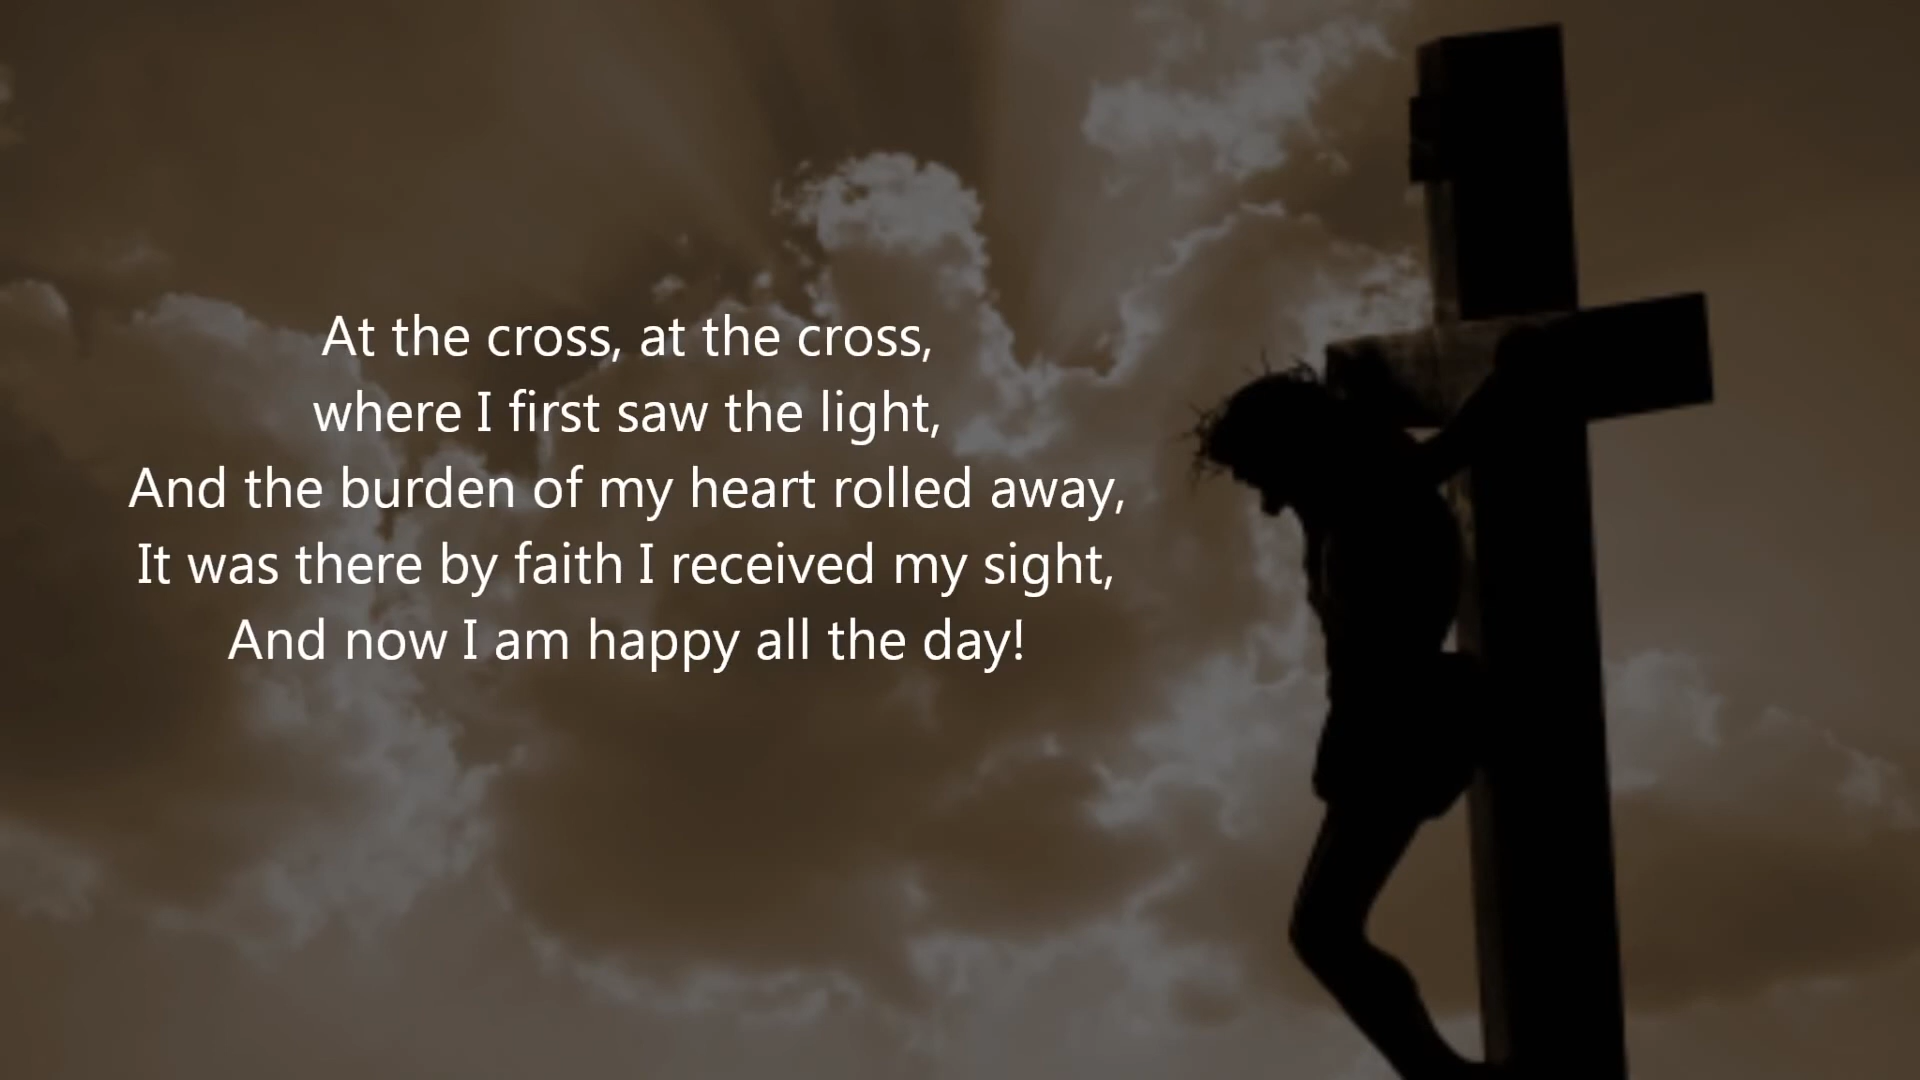 At the cross, at the cross,
where I first saw the light,
And the burden of my heart rolled away,
It was there by faith I received my sight,
And now I am happy all the day!